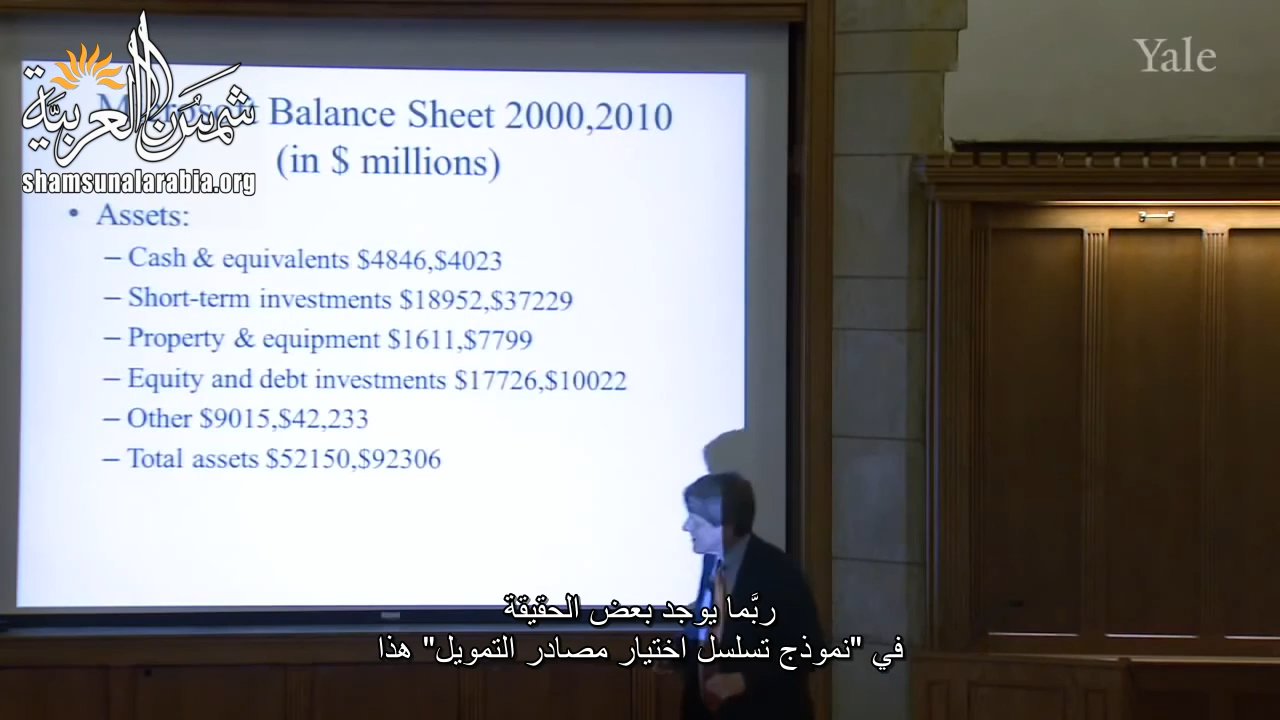 Yale
شمس العربية
shamsunalarabia.org
Microsoft Balance Sheet 2000,2010
(in $ millions)
• Assets:
– Cash & equivalents $4846,$4023
– Short-term investments $18952,$37229
– Property & equipment $1611,$7799
– Equity and debt investments $17726,$10022
– Other $9015,$42,233
– Total assets $52150,$92306
ربَّما يوجد بعض الحقيقة
في "نموذج تسلسل اختيار مصادر التمويل" هذا